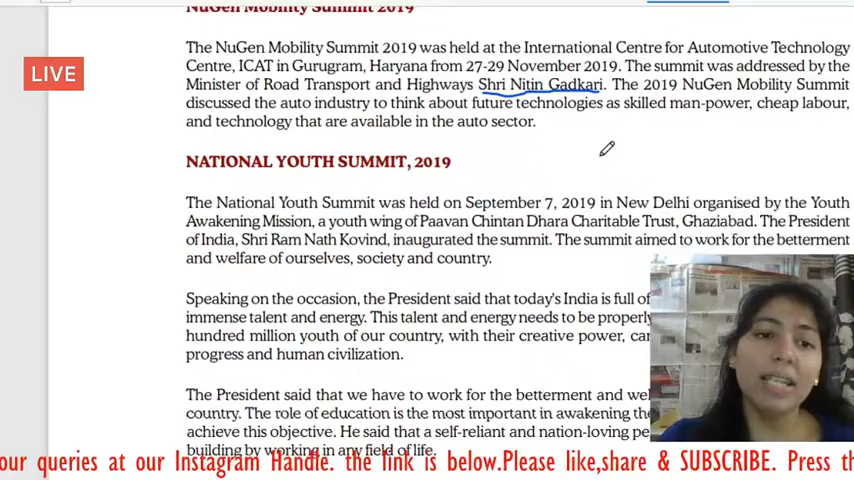 NuGen Mobility Summit 2019
The NuGen Mobility Summit 2019 was held at the International Centre for Automotive Technology
Centre, ICAT in Gurugram, Haryana from 27-29 November 2019. The summit was addressed by the
LIVE
Minister of Road Transport and Highways Shri Nitin Gadkari. The 2019 NuGen Mobility Summit
discussed the auto industry to think about future technologies as skilled man-power, cheap labour,
and technology that are available in the auto sector.
NATIONAL YOUTH SUMMIT, 2019
The National Youth Summit was held on September 7, 2019 in New Delhi organised by the Youth
Awakening Mission, a youth wing of Paavan Chintan Dhara Charitable Trust, Ghaziabad. The President
of India, Shri Ram Nath Kovind, inaugurated the summit. The summit aimed to work for the betterment
and welfare of ourselves, society and country.
Speaking on the occasion, the President said that today's India is full of
immense talent and energy. This talent and energy needs to be properly
hundred million youth of our country, with their creative power,
progress and human civilization.
The President said that we have to work for the betterment and
country. The role of education is the most important in awakening
achieve this objective. He said that a self-reliant and nation-loving
building by working in any field of life.
our queries at our Instagram Handle. the link is below.Please like,share & SUBSCRIBE. Press